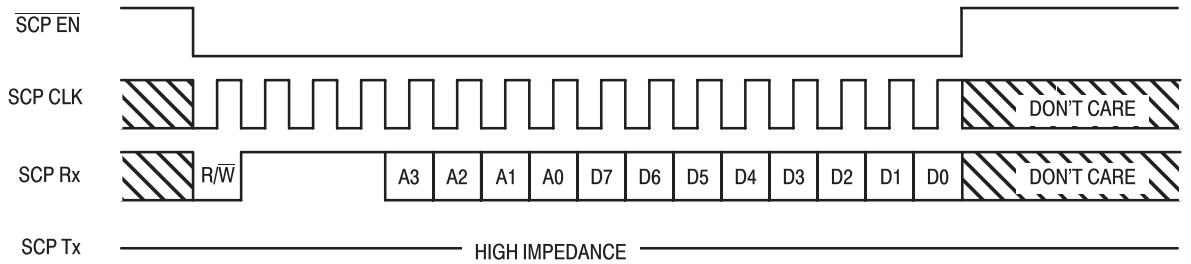 SCP EN
SCP CLK
DON'T CARE
SCP Rx
R/W
A3 A2 A1 A0 D7 D6 D5 D4 D3 D2 D1 D0
DON'T CARE
SCP Tx
HIGH IMPEDANCE